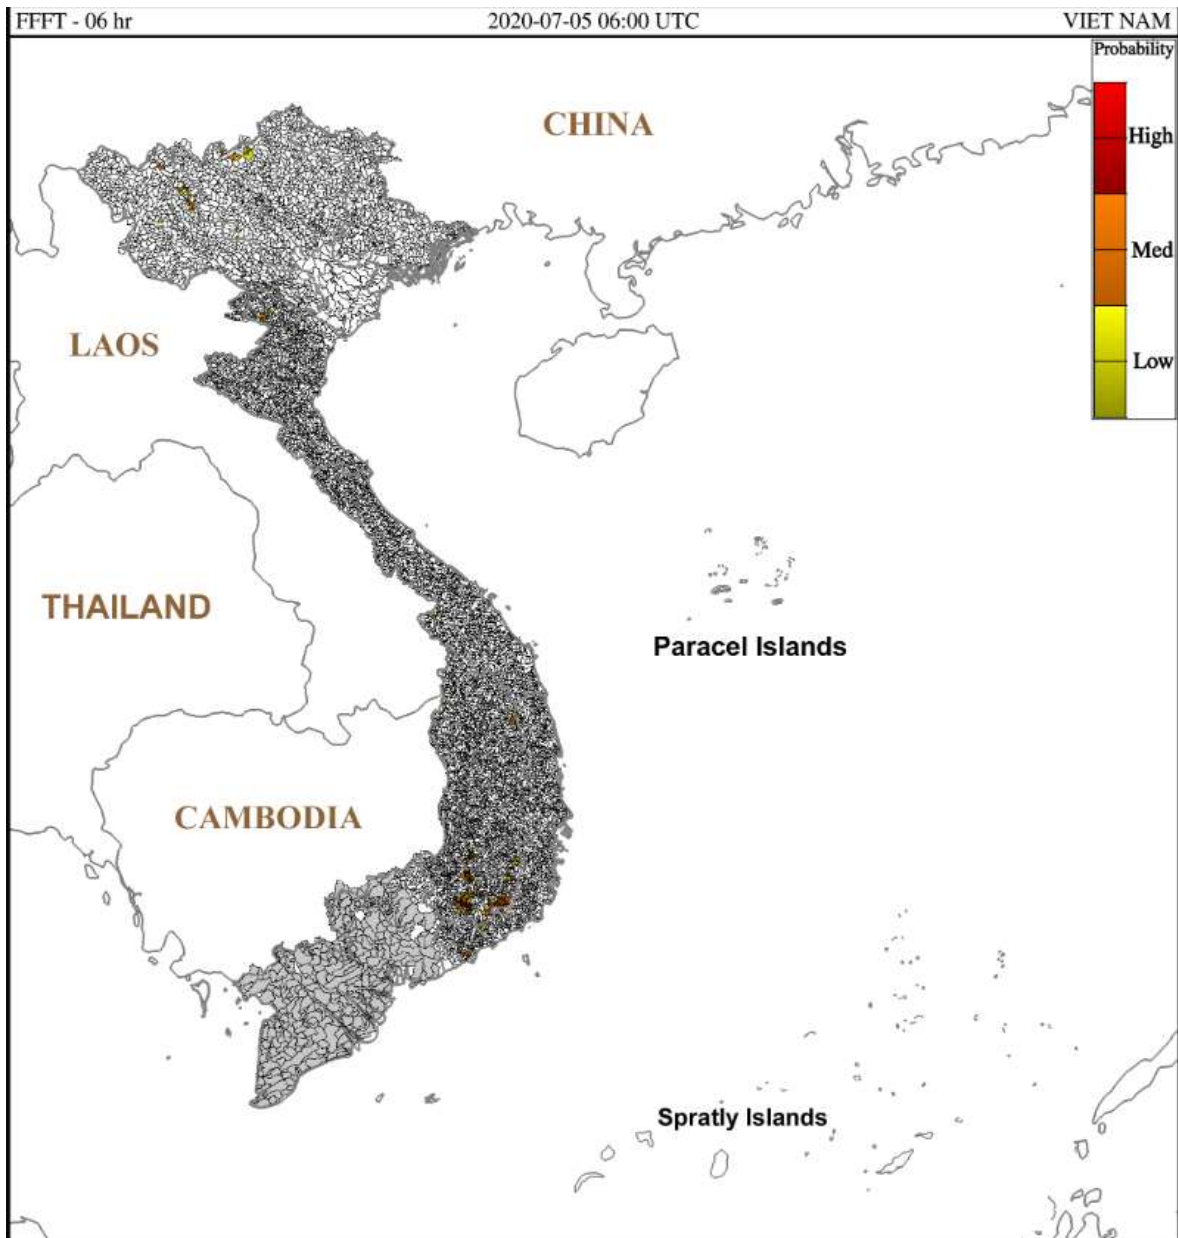 FFFT - 06 hr 2020-07-05 06:00 UTC VIET NAM
Probability
CHINA
High
Med
LAOS
Low
THAILAND
Paracel Islands
CAMBODIA
Spratly Islands